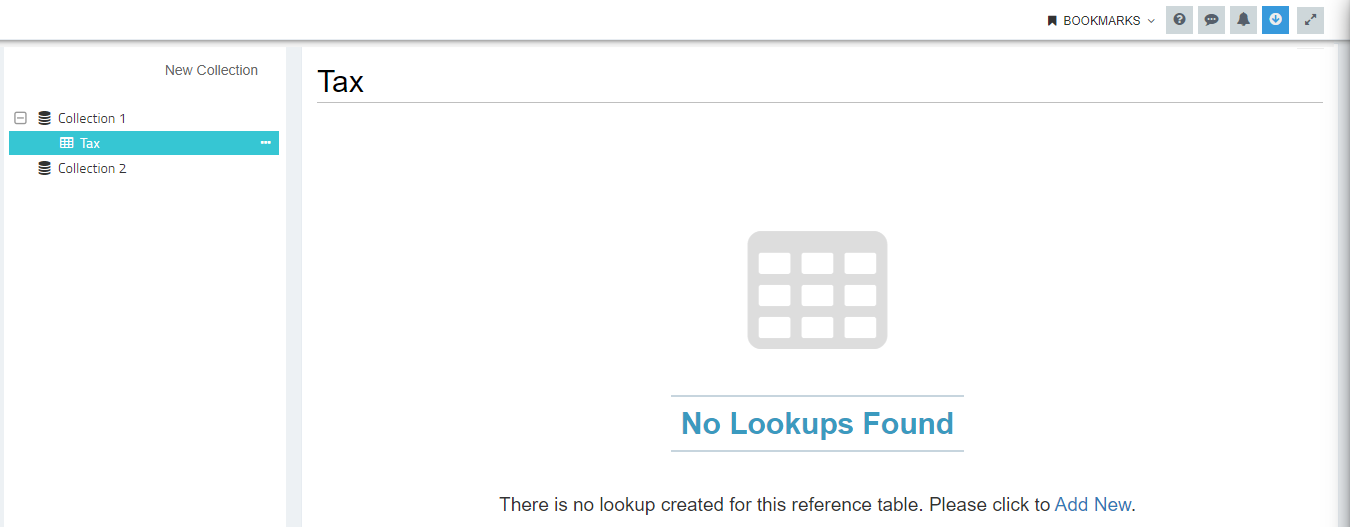 BOOKMARKS
New Collection
Collection 1
Tax
Collection 2
Tax
No Lookups Found
There is no lookup created for this reference table. Please click to Add New.